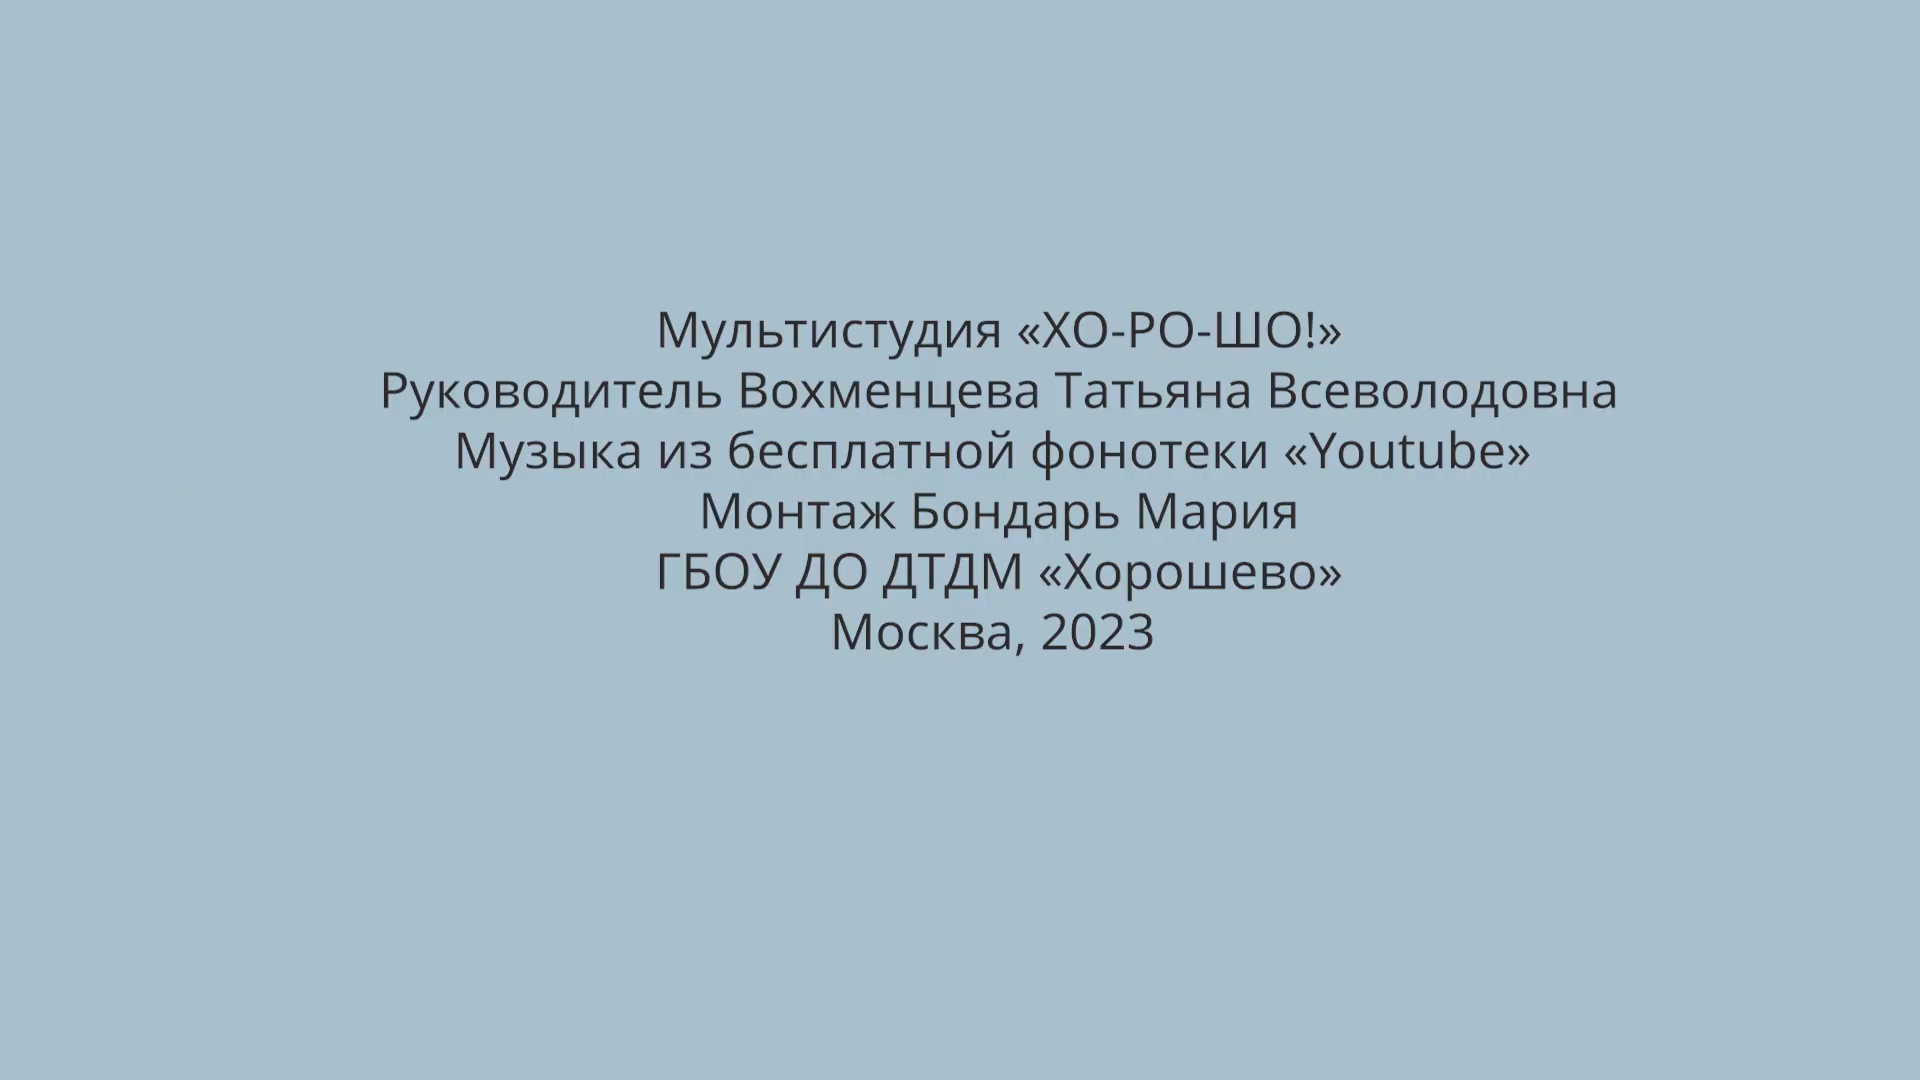 Мультистудия «ХО-РО-ШО!»
Руководитель Вохменцева Татьяна Всеволодовна
Музыка из бесплатной фонотеки «Youtube»
Монтаж Бондарь Мария
ГБОУ ДО ДТДМ «Хорошево»
Москва, 2023